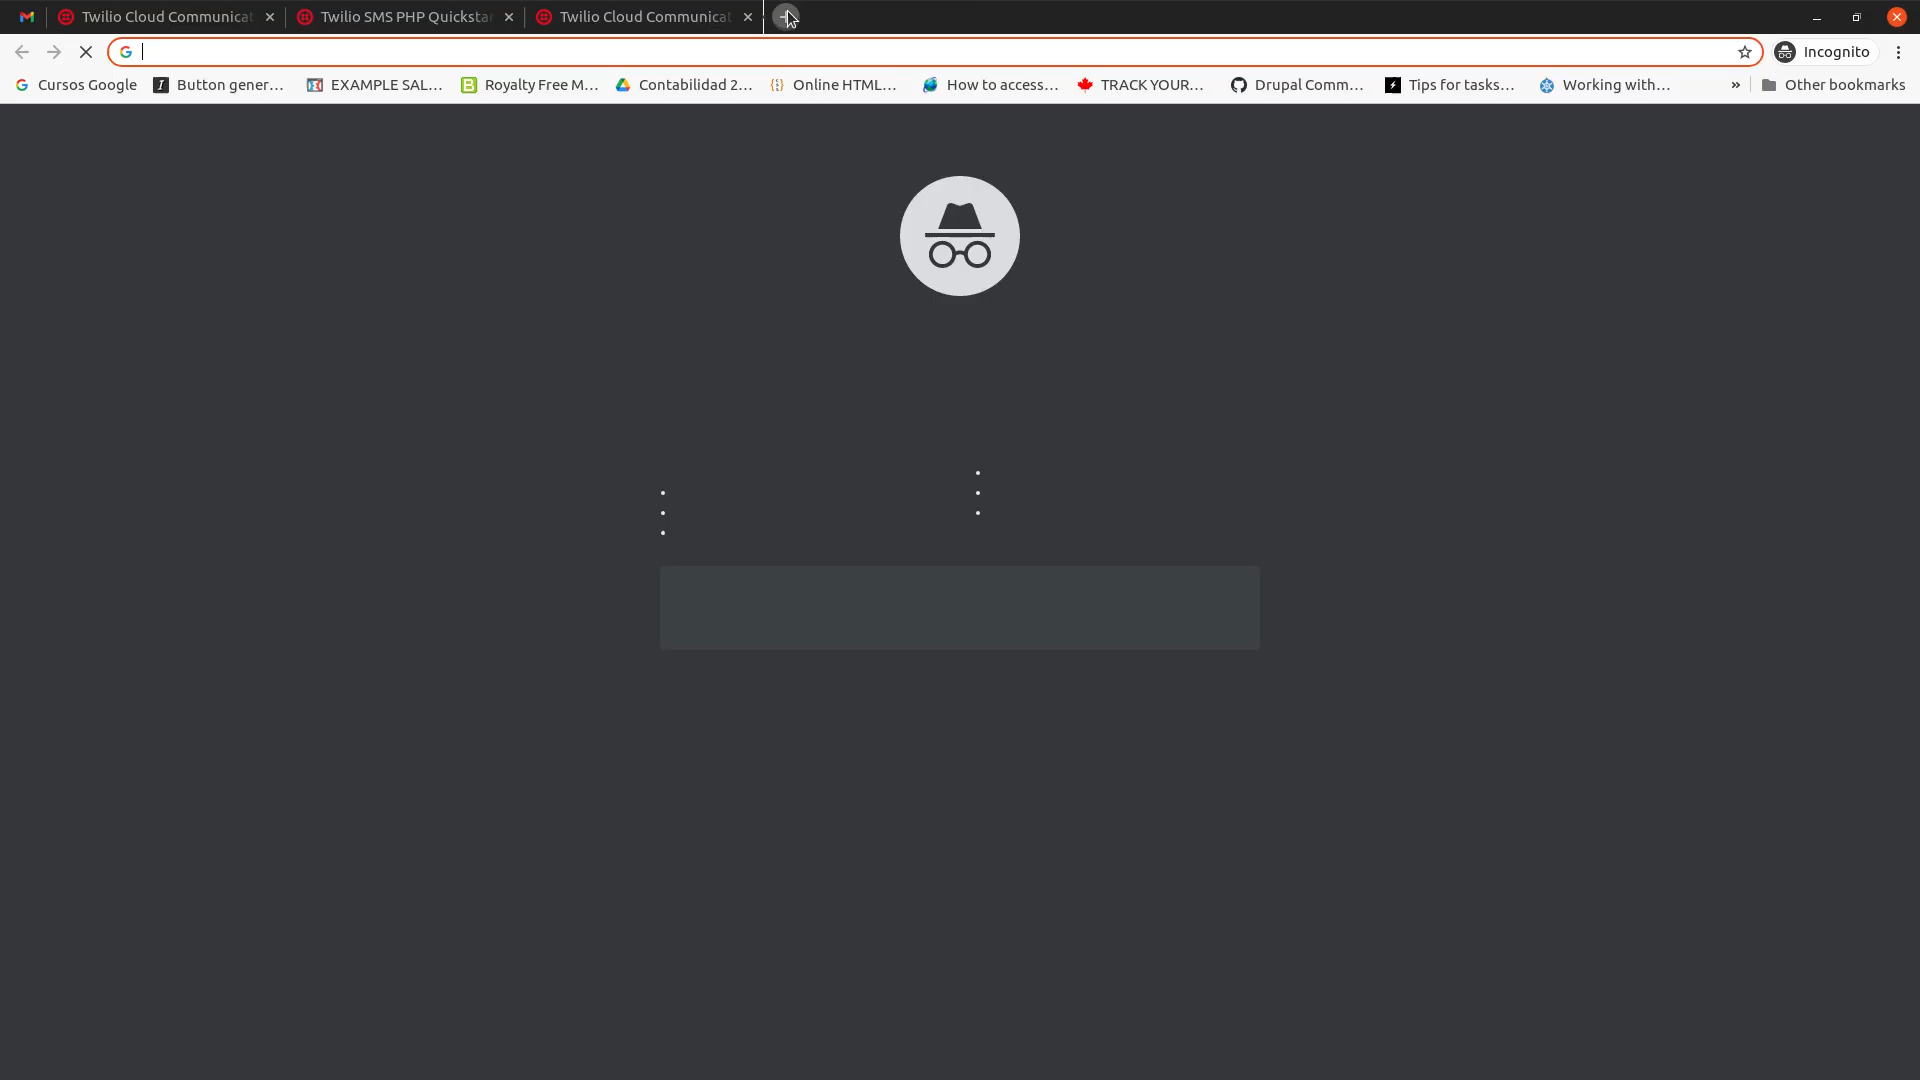 Twilio Cloud Communicat
Twilio SMS PHP Quickstar
Twilio Cloud Communicat
Incognito
Cursos Google
Button gener...
EXAMPLE SAL...
Royalty Free M...
Contabilidad 2...
Online HTML...
How to access...
TRACK YOUR...
Drupal Comm...
Tips for tasks...
Working with...
»
Other bookmarks